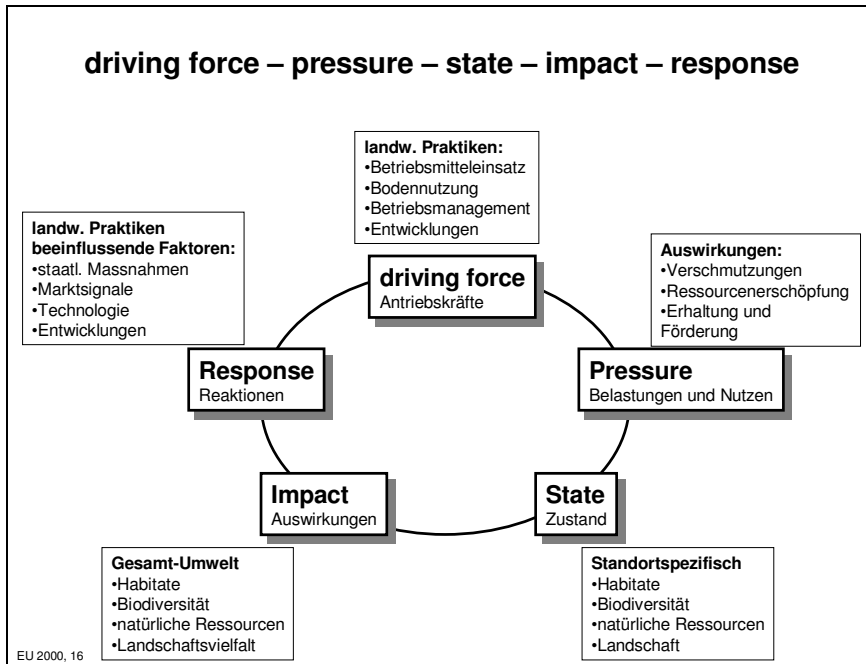 driving force – pressure – state – impact – response
landw. Praktiken:
•Betriebsmitteleinsatz
•Bodennutzung
•Betriebsmanagement
•Entwicklungen
landw. Praktiken
beeinflussende Faktoren:
•staatl. Massnahmen
•Marktsignale
•Technologie
•Entwicklungen
Auswirkungen:
•Verschmutzungen
•Ressourcenerschöpfung
•Erhaltung und
Förderung
driving force
Antriebskräfte
Response
Reaktionen
Pressure
Belastungen und Nutzen
Impact
Auswirkungen
State
Zustand
Gesamt-Umwelt
•Habitate
•Biodiversität
•natürliche Ressourcen
•Landschaftsvielfalt
Standortspezifisch
•Habitate
•Biodiversität
•natürliche Ressourcen
•Landschaft
EU 2000, 16